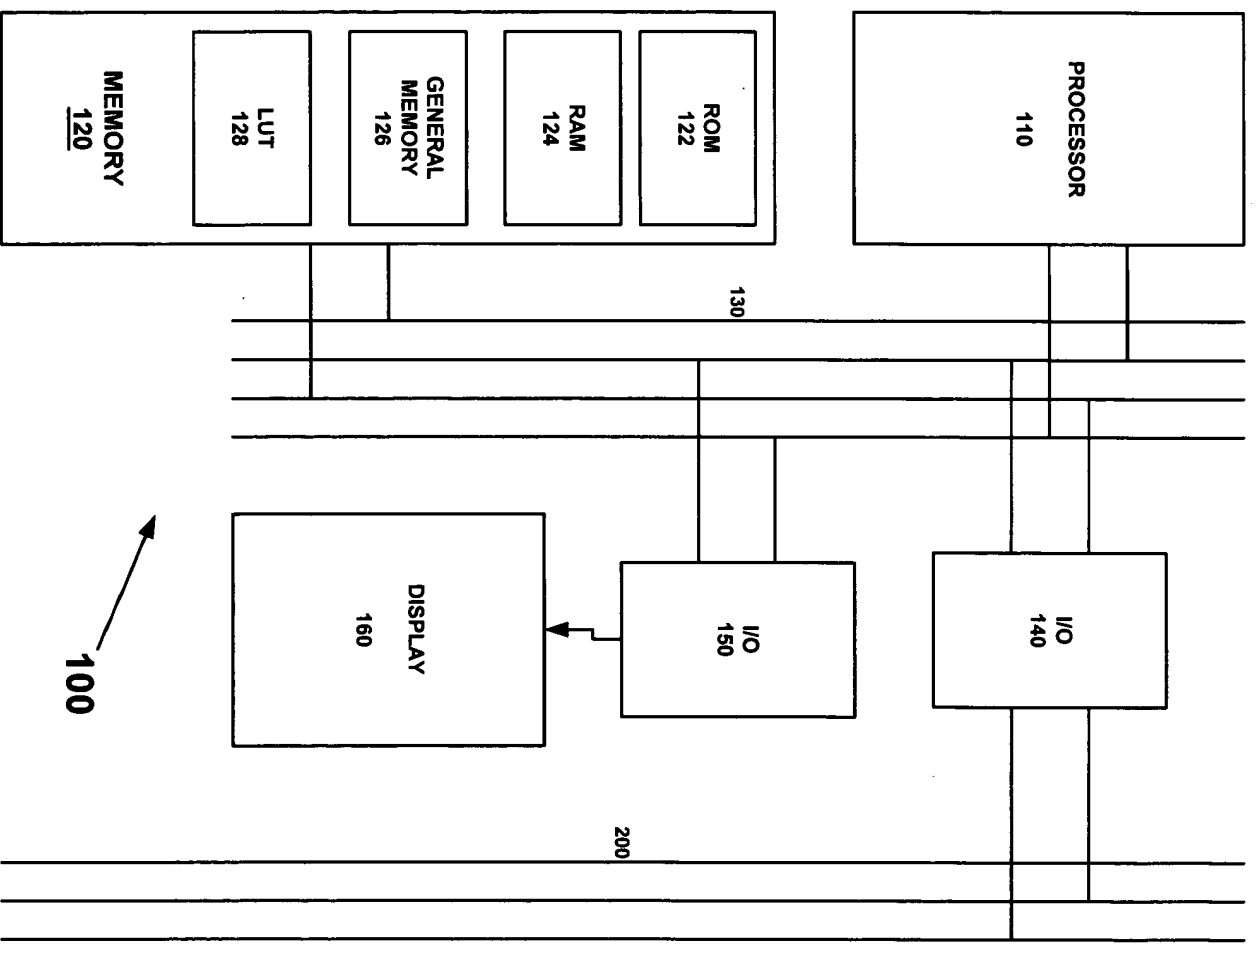 PROCESSOR
110
ROM
122
RAM
124
GENERAL
MEMORY
126
LUT
128
MEMORY
120
130
I/O
140
I/O
150
DISPLAY
160
200
100